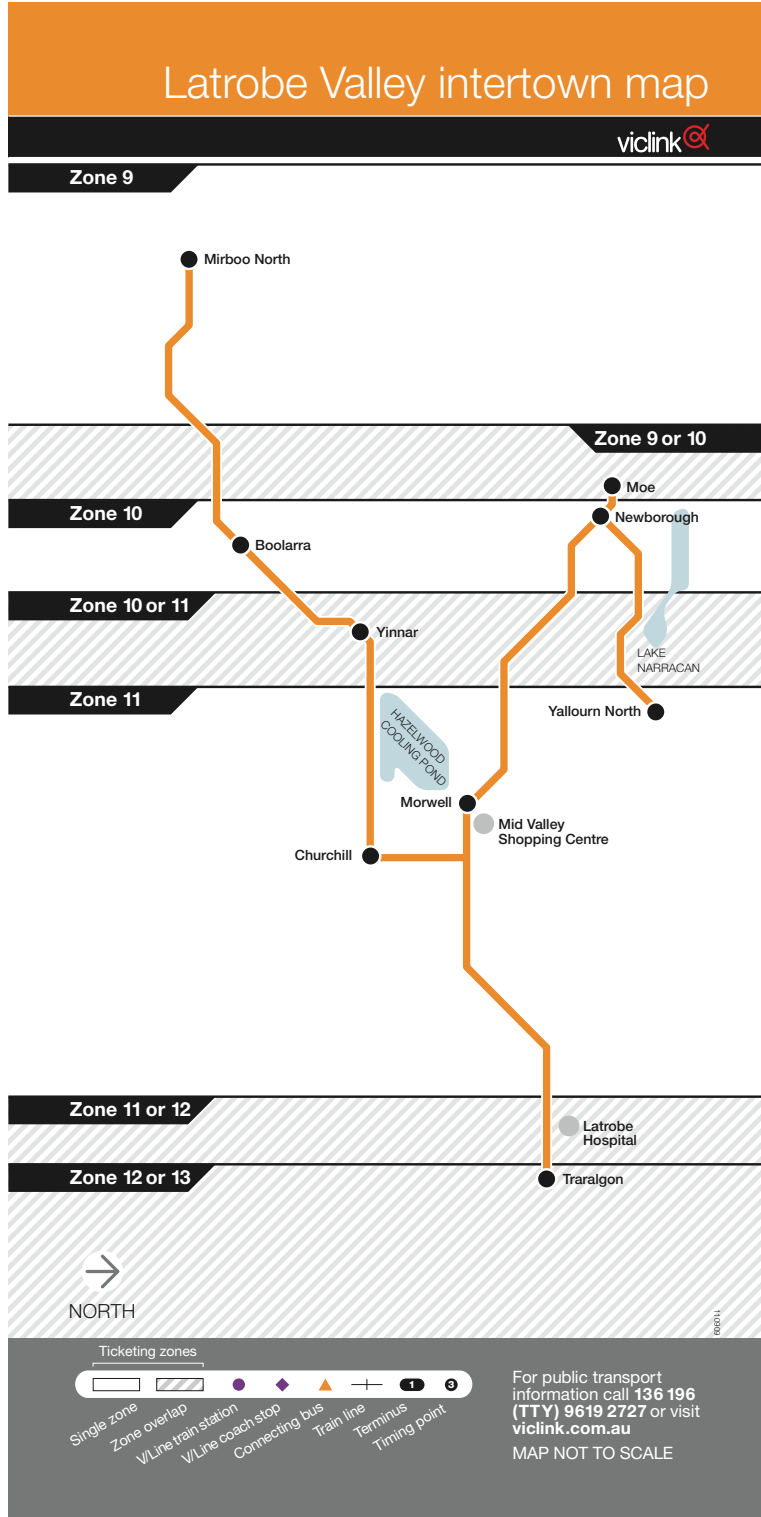 Latrobe Valley intertown map
viclink
Zone 9
Mirboo North
Zone 9 or 10
Moe
Zone 10
Newborough
Boolarra
Zone 10 or 11
Yinnar
LAKE
NARRACAN
Zone 11
Yallourn North
HAZELWOOD
COOLING POND
Morwell
Mid Valley
Shopping Centre
Churchill
Zone 11 or 12
Latrobe
Hospital
Zone 12 or 13
Traralgon
NORTH
110909
Ticketing zones
1
3
Single zone
Zone overlap
V/Line train station
V/Line coach stop
Connecting bus
Train line
Terminus
Timing point
For public transport
information call 136 196
(TTY) 9619 2727 or visit
viclink.com.au
MAP NOT TO SCALE